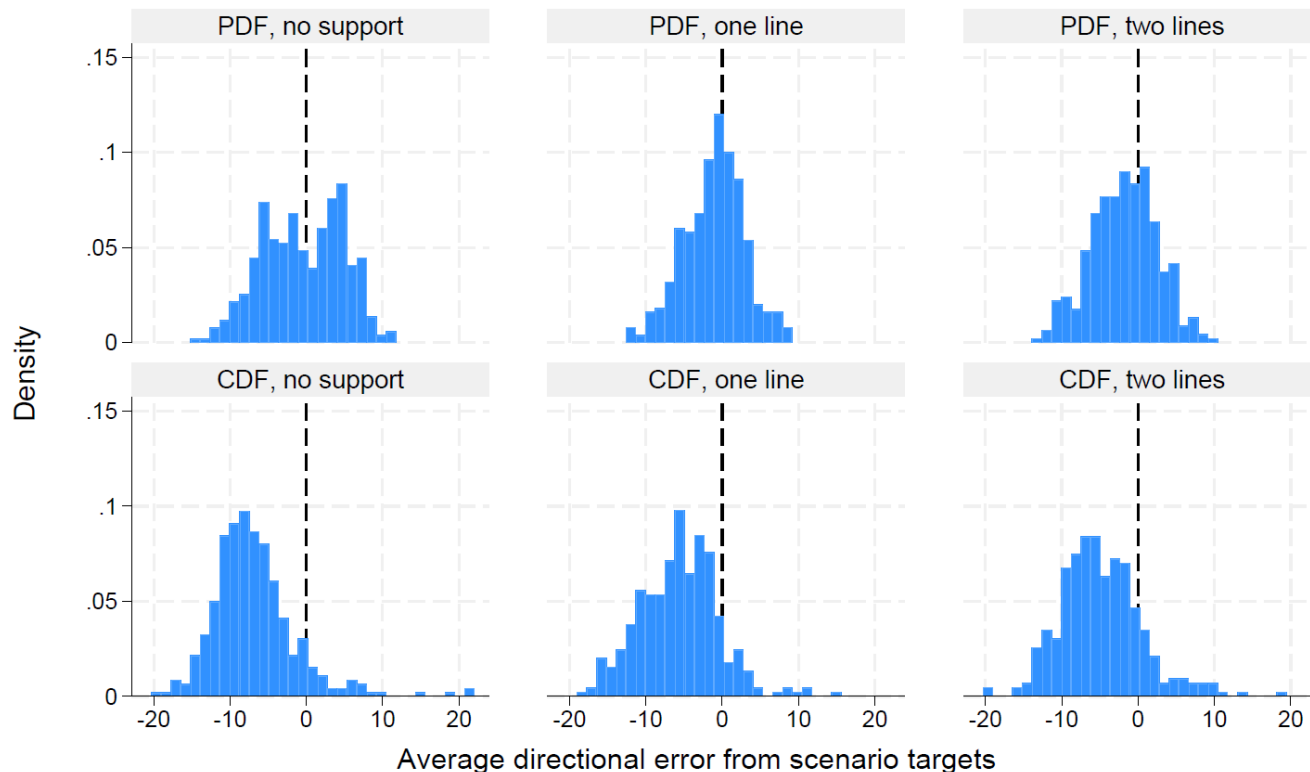 PDF, no support
PDF, one line
PDF, two lines
.15
.1
.05
0
CDF, no support
CDF, one line
CDF, two lines
.15
.1
.05
0
Density
-20 -10 0 10 20
-20 -10 0 10 20
-20 -10 0 10 20
Average directional error from scenario targets